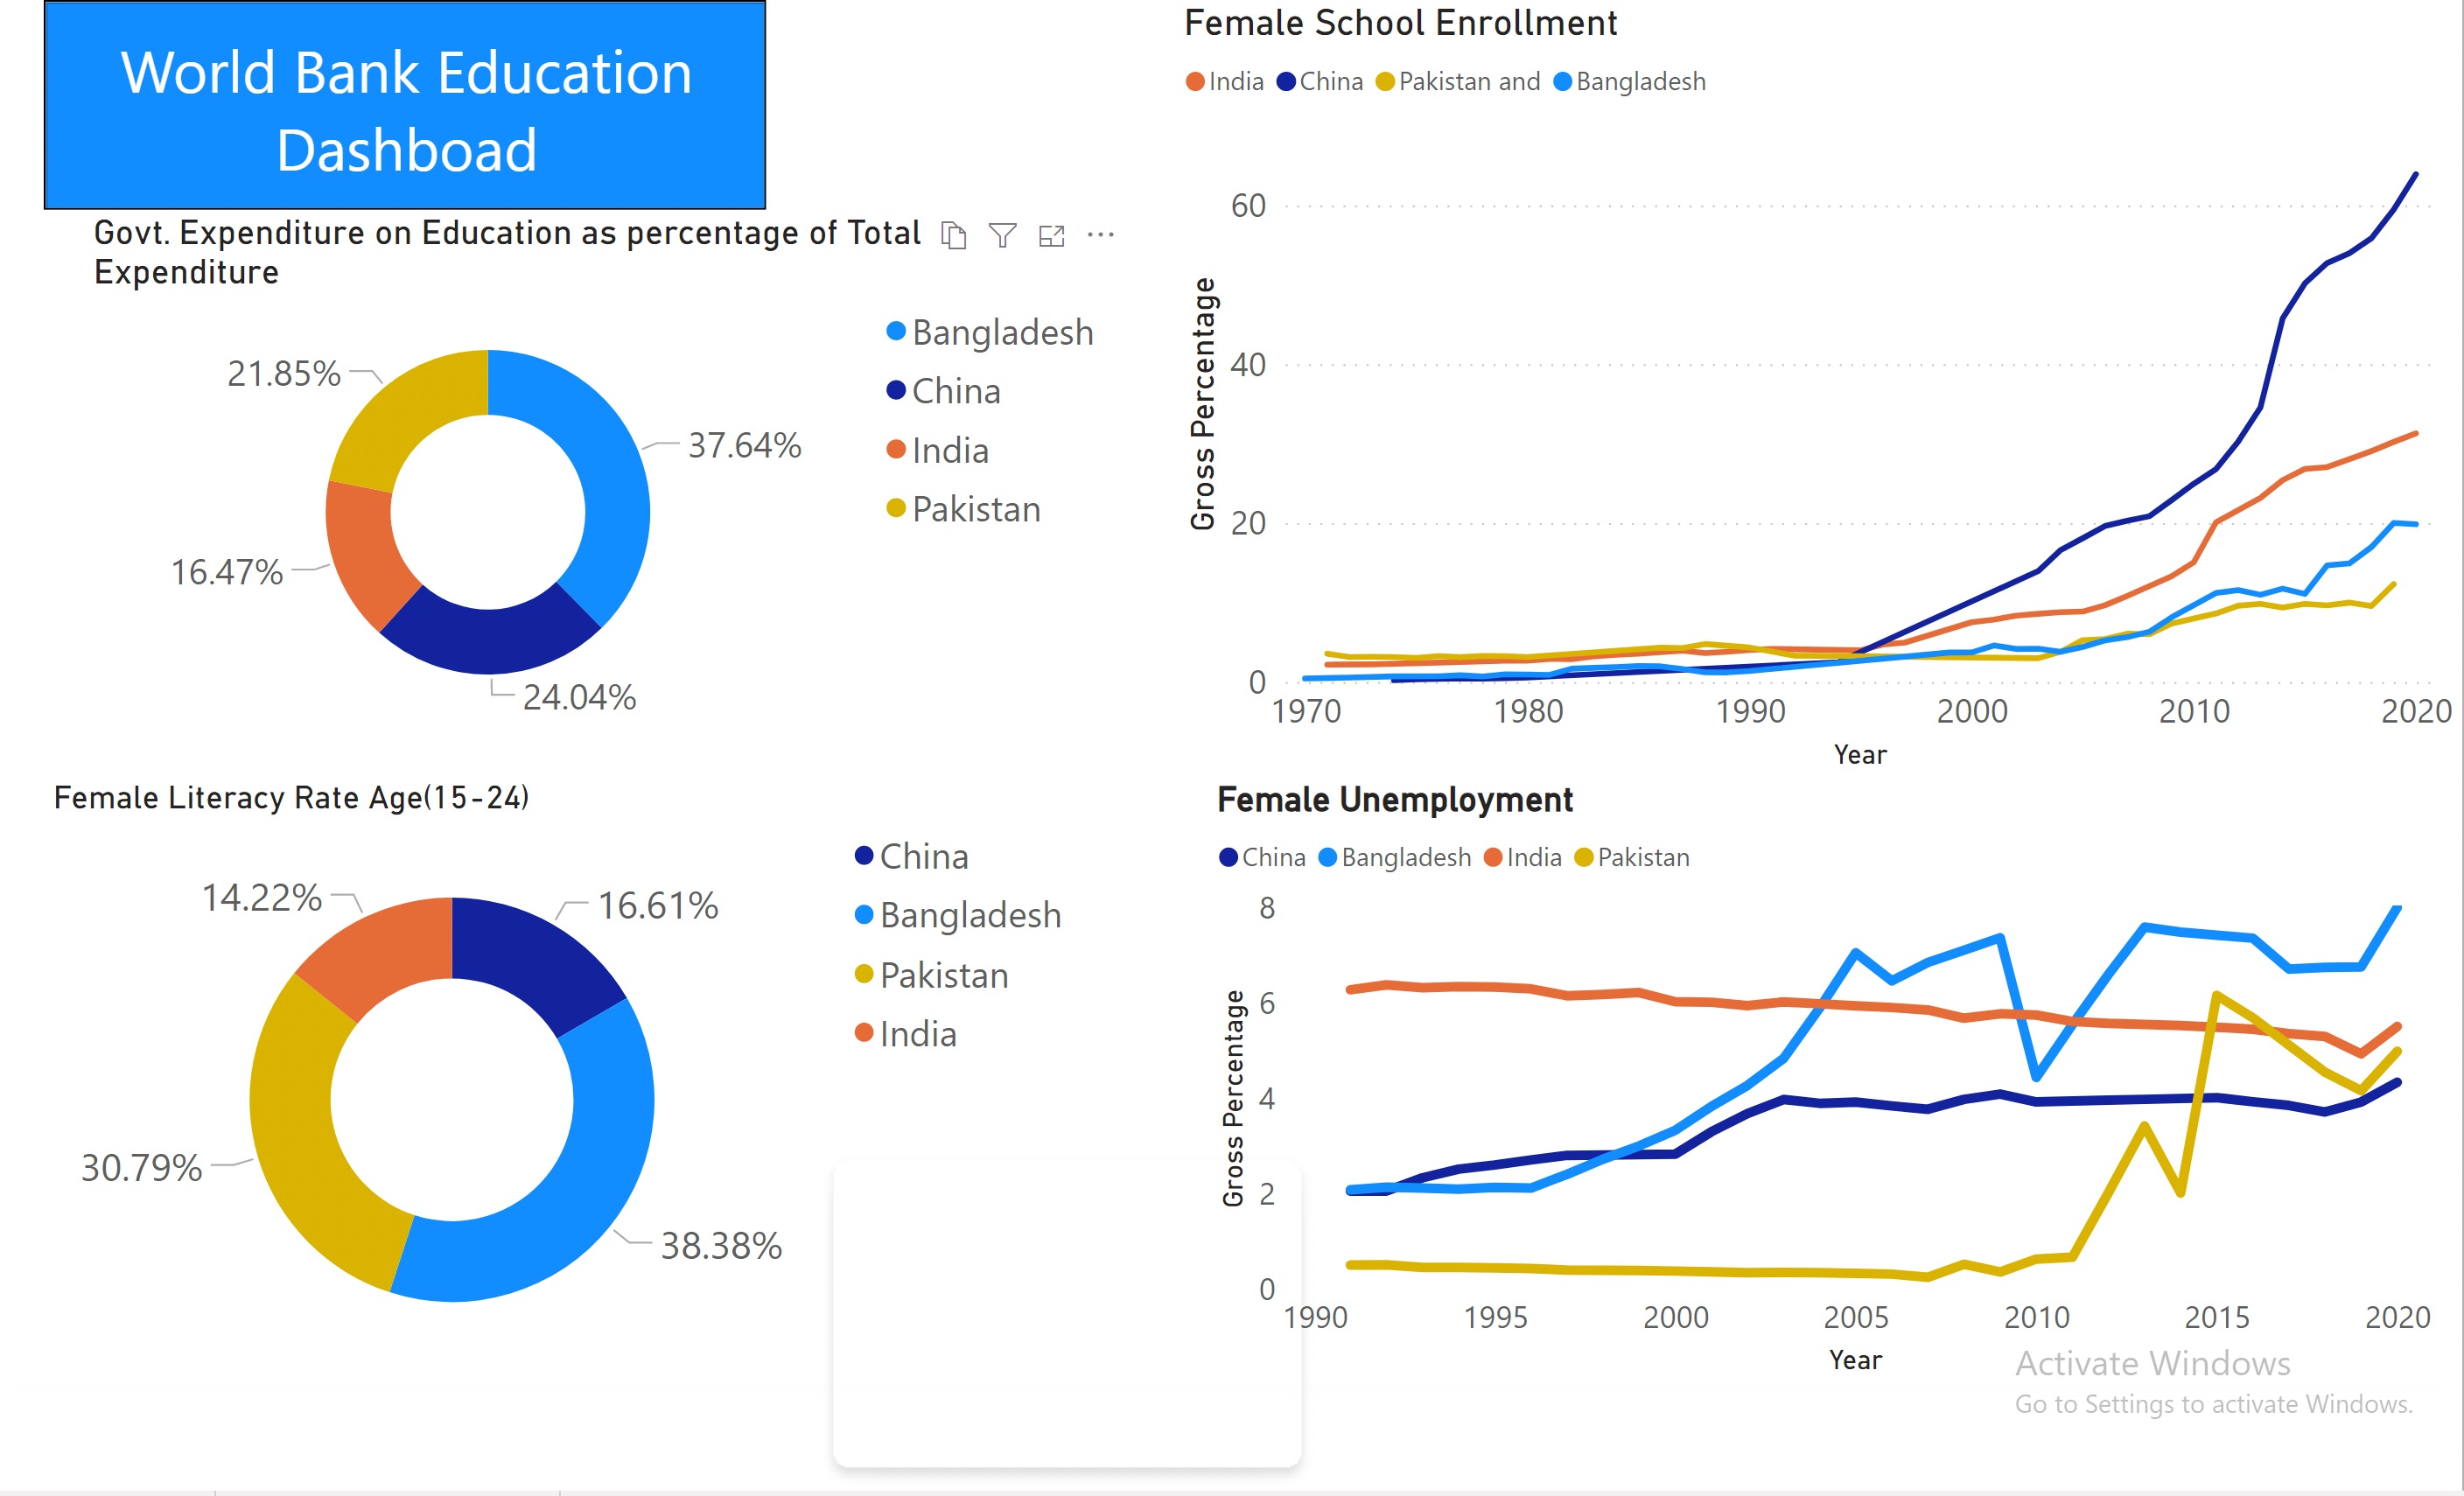 World Bank Education
Dashboad
Govt. Expenditure on Education as percentage of Total
Expenditure
Bangladesh
China
India
Pakistan
21.85%
37.64%
16.47%
24.04%
Female School Enrollment
India China Pakistan and Bangladesh
Gross Percentage
60
40
20
0
1970 1980 1990 2000 2010 2020
Year
Female Literacy Rate Age(15-24)
China
Bangladesh
Pakistan
India
14.22%
16.61%
30.79%
38.38%
Female Unemployment
China Bangladesh India Pakistan
Gross Percentage
8
6
4
2
0
1990 1995 2000 2005 2010 2015 2020
Year
Activate Windows
Go to Settings to activate Windows.